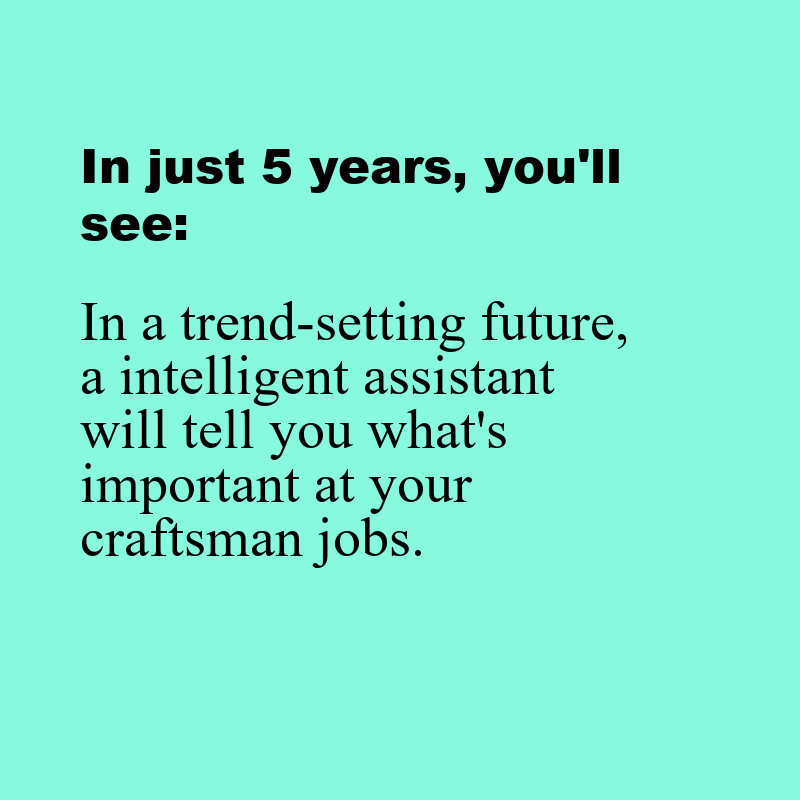 In just 5 years, you'll
see:
In a trend-setting future,
a intelligent assistant
will tell you what's
important at your
craftsman jobs.